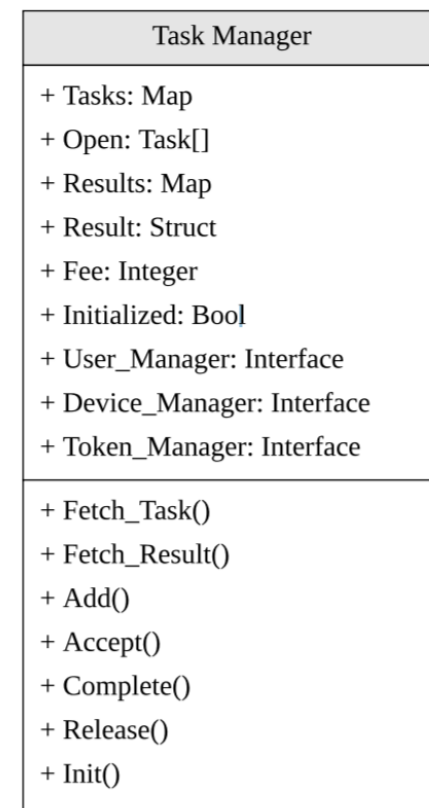 Task Manager
+ Tasks: Map
+ Open: Task[]
+ Results: Map
+ Result: Struct
+ Fee: Integer
+ Initialized: Bool
+ User_Manager: Interface
+ Device_Manager: Interface
+ Token_Manager: Interface
+ Fetch_Task()
+ Fetch_Result()
+ Add()
+ Accept()
+ Complete()
+ Release()
+ Init()